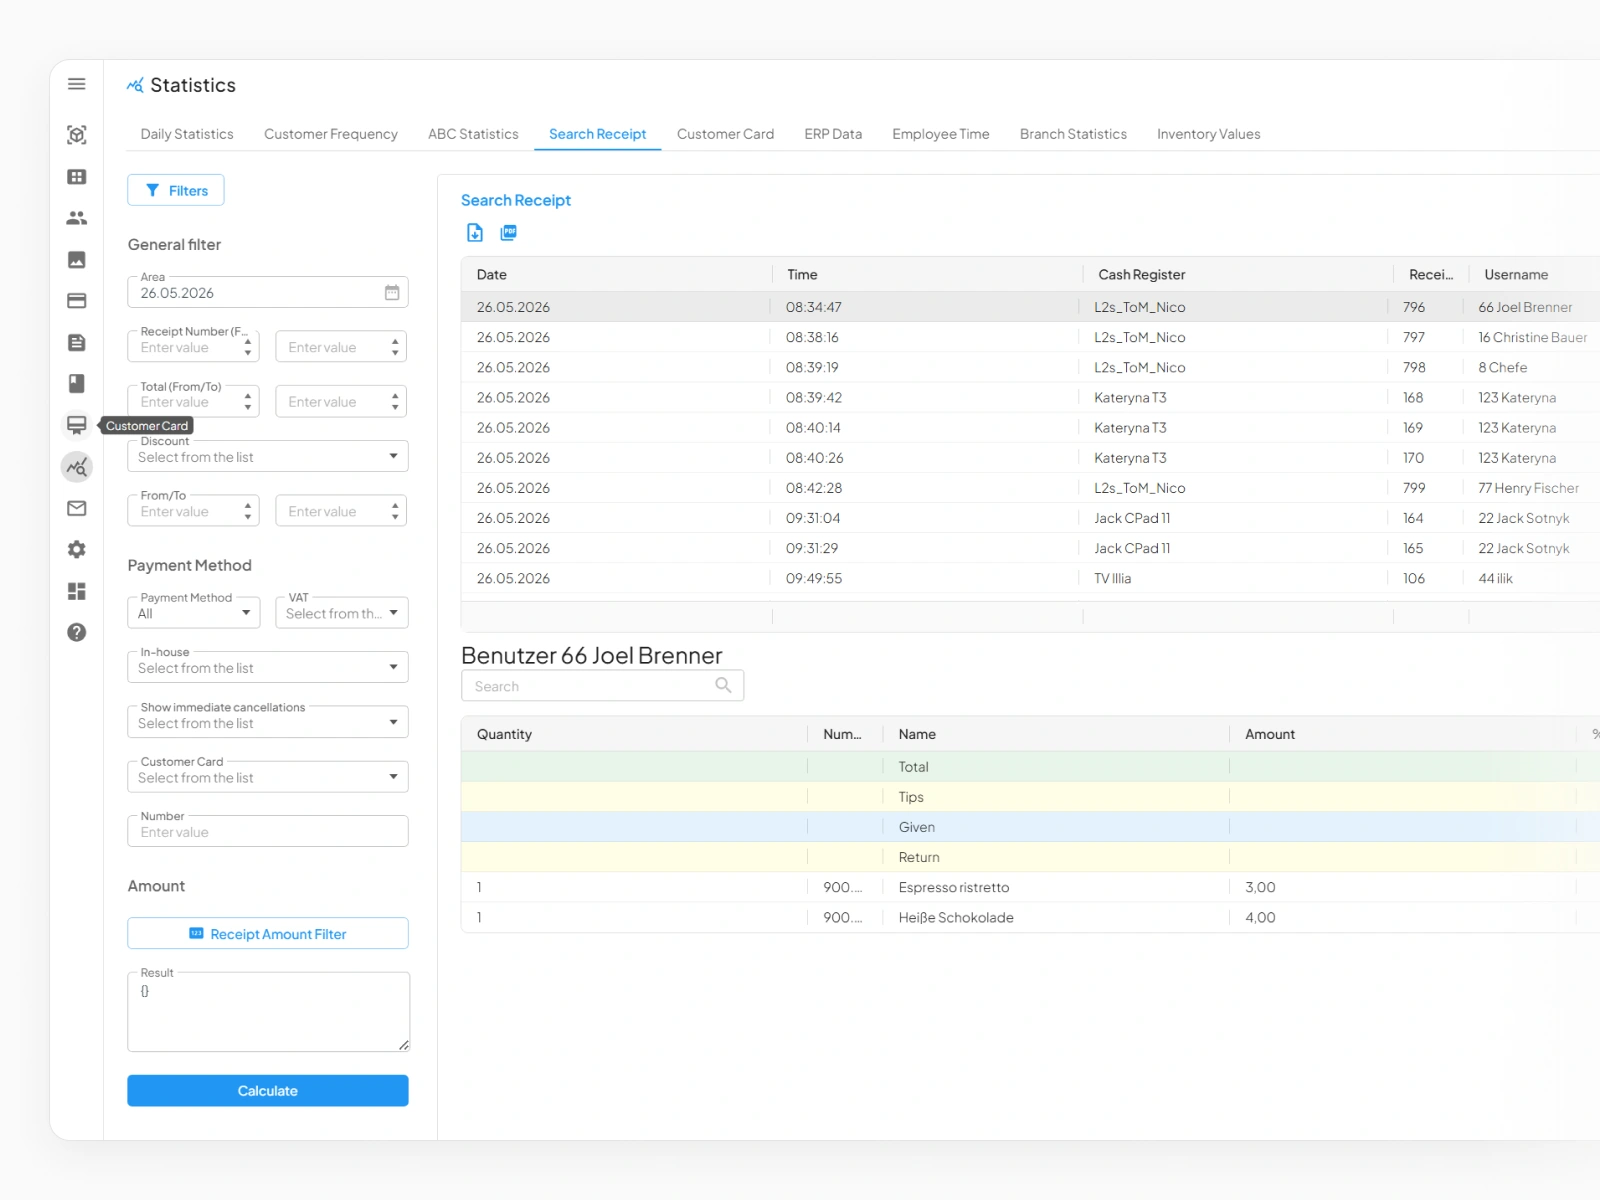 Statistics
Daily Statistics Customer Frequency ABC Statistics Search Receipt Customer Card ERP Data Employee Time Branch Statistics Inventory Values
Filters
General filter
Area
26.05.2026
Receipt Number (F...
Enter value Enter value
Total (From/To)
Enter value Enter value
Customer Card
Discount
Select from the list
From/To
Enter value Enter value
Payment Method
Payment Method VAT
All Select from th...
In-house
Select from the list
Show immediate cancellations
Select from the list
Customer Card
Select from the list
Number
Enter value
Amount
123 Receipt Amount Filter
Result
{}
Calculate
Search Receipt
PDF
Date Time Cash Register Recei... Username
26.05.2026 08:34:47 L2s_ToM_Nico 796 66 Joel Brenner
26.05.2026 08:38:16 L2s_ToM_Nico 797 16 Christine Bauer
26.05.2026 08:39:19 L2s_ToM_Nico 798 8 Chefe
26.05.2026 08:39:42 Kateryna T3 168 123 Kateryna
26.05.2026 08:40:14 Kateryna T3 169 123 Kateryna
26.05.2026 08:40:26 Kateryna T3 170 123 Kateryna
26.05.2026 08:42:28 L2s_ToM_Nico 799 77 Henry Fischer
26.05.2026 09:31:04 Jack CPad 11 164 22 Jack Sotnyk
26.05.2026 09:31:29 Jack CPad 11 165 22 Jack Sotnyk
26.05.2026 09:49:55 TV Illia 106 44 ilik
Benutzer 66 Joel Brenner
Search
Quantity Num... Name Amount %
Total
Tips
Given
Return
1 900.... Espresso ristretto 3,00
1 900.... Heiße Schokolade 4,00